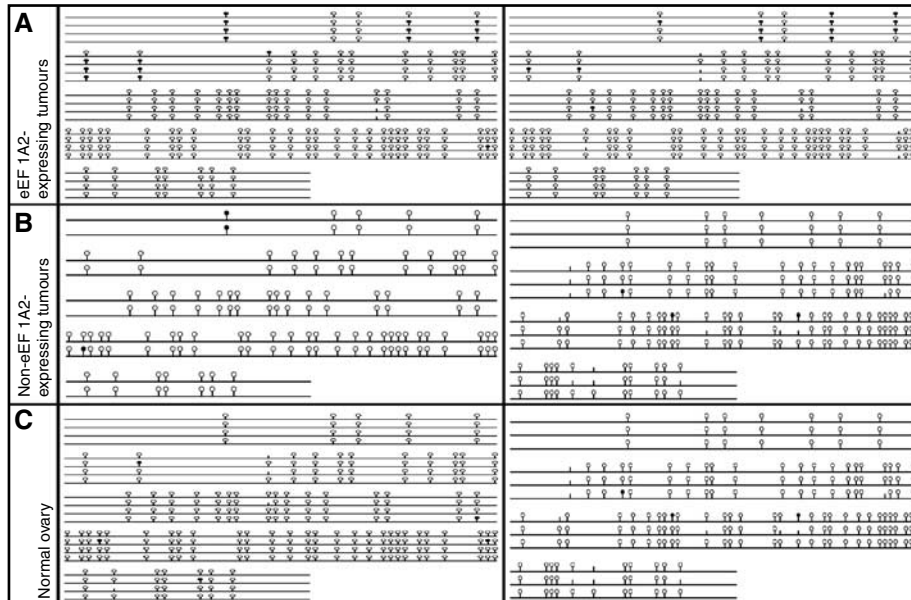 A
eEF 1A2-
expressing tumours
B
Non-eEF 1A2-
expressing tumours
C
Normal ovary